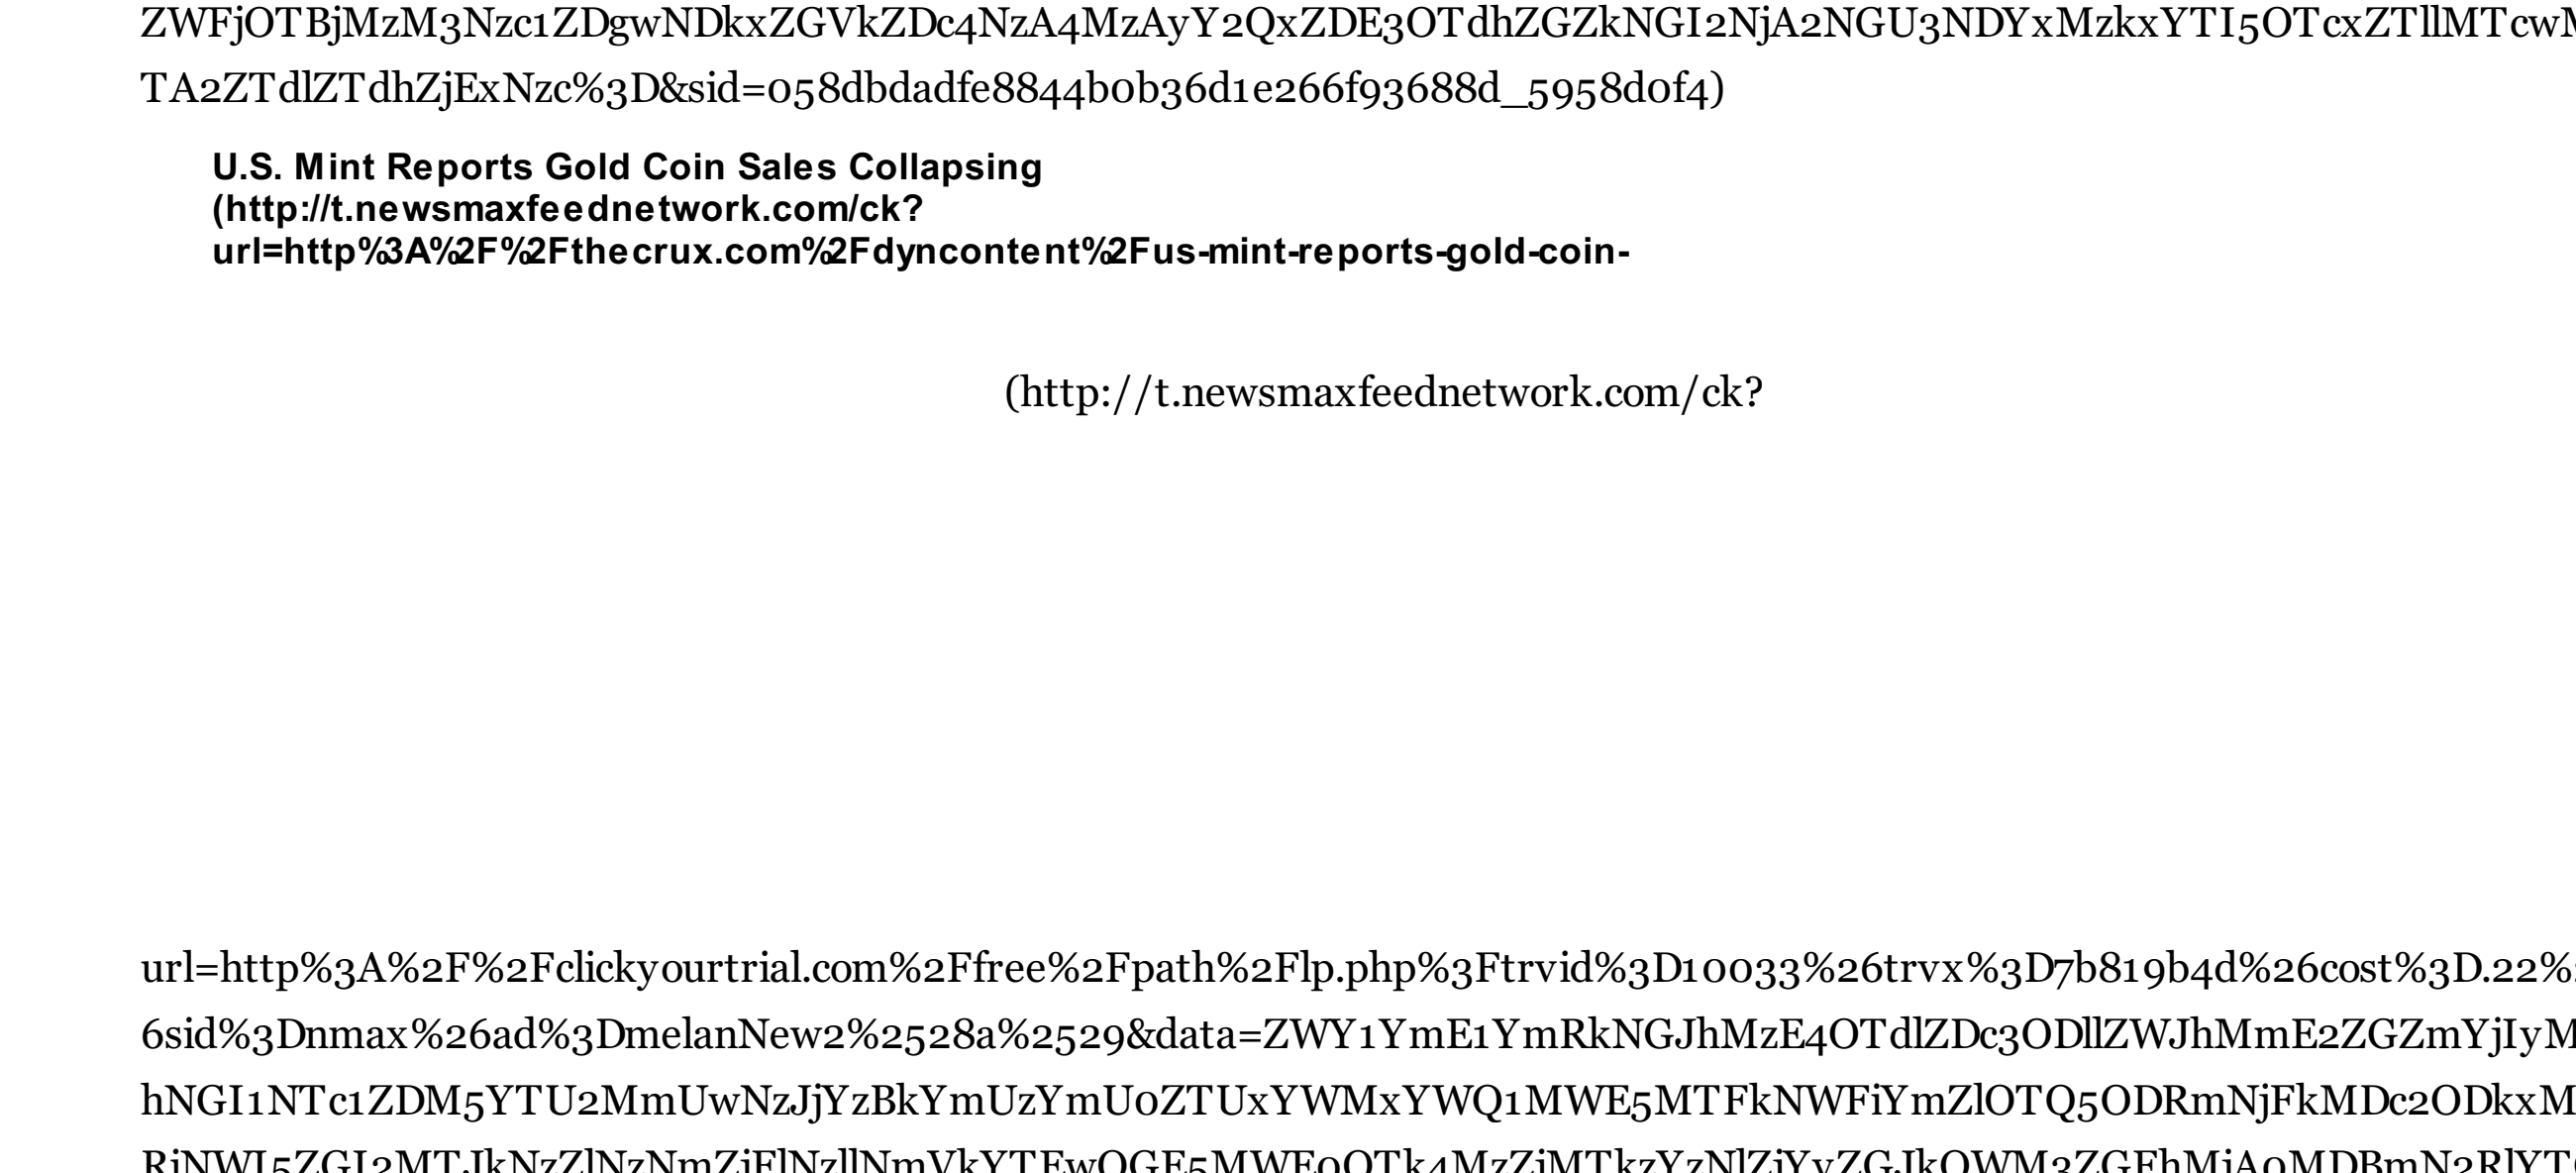 ZWFjOTBjMzM3Nzc1ZDgwNDkxZGVkZDc4NzA4MzAyY2QxZDE3OTdhZGZkNGI2NjA2NGU3NDYxMzkxYTI5OTcxZTllMTcwM
TA2ZTdlZTdhZjExNzc%3D&sid=058dbdadfe8844b0b36d1e266f93688d_5958d0f4)
U.S. Mint Reports Gold Coin Sales Collapsing
(http://t.newsmaxfeednetwork.com/ck?
url=http%3A%2F%2Fthecrux.com%2Fdyncontent%2Fus-mint-reports-gold-coin-
(http://t.newsmaxfeednetwork.com/ck?
url=http%3A%2F%2Fclickyourtrial.com%2Ffree%2Fpath%2Flp.php%3Ftrvid%3D10033%26trvx%3D7b819b4d%26cost%3D.22%
6sid%3Dnmax%26ad%3DmelanNew2%2528a%2529&data=ZWY1YmE1YmRkNGJhMzE4OTdlZDc3ODllZWJhMmE2ZGZmYjIyM
hNGI1NTc1ZDM5YTU2MmUwNzJjYzBkYmUzYmU0ZTUxYWMxYWQ1MWE5MTFkNWFiYmZlOTQ5ODRmNjFkMDc2ODkxM